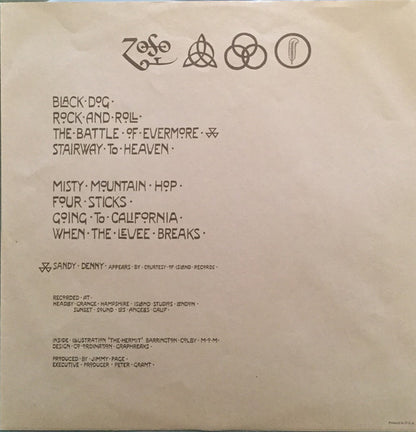 ZoSo
BLACK·DOG·
ROCK·AND·ROLL·
THE·BATTLE·OF·EVERMORE·
STAIRWAY·TO·HEAVEN·
MISTY·MOUNTAIN·HOP·
FOUR·STICKS·
GOING·TO·CALIFORNIA·
WHEN·THE·LEVEE·BREAKS·
SANDY·DENNY·APPEARS·BY·COURTESY·OF·ISLAND·RECORDS·
RECORDED·AT·
HEADLEY·GRANGE·HAMPSHIRE·ISLAND·STUDIOS·LONDON·
SUNSET·SOUND·LOS·ANGELES·CALIF·
INSIDE·ILLUSTRATION·"THE·HERMIT"·BARRINGTON·COLBY·M·O·M·
DESIGN·CO-ORDINATION·GRAPHREAKS·
PRODUCED·BY·JIMMY·PAGE·
EXECUTIVE·PRODUCER·PETER·GRANT·